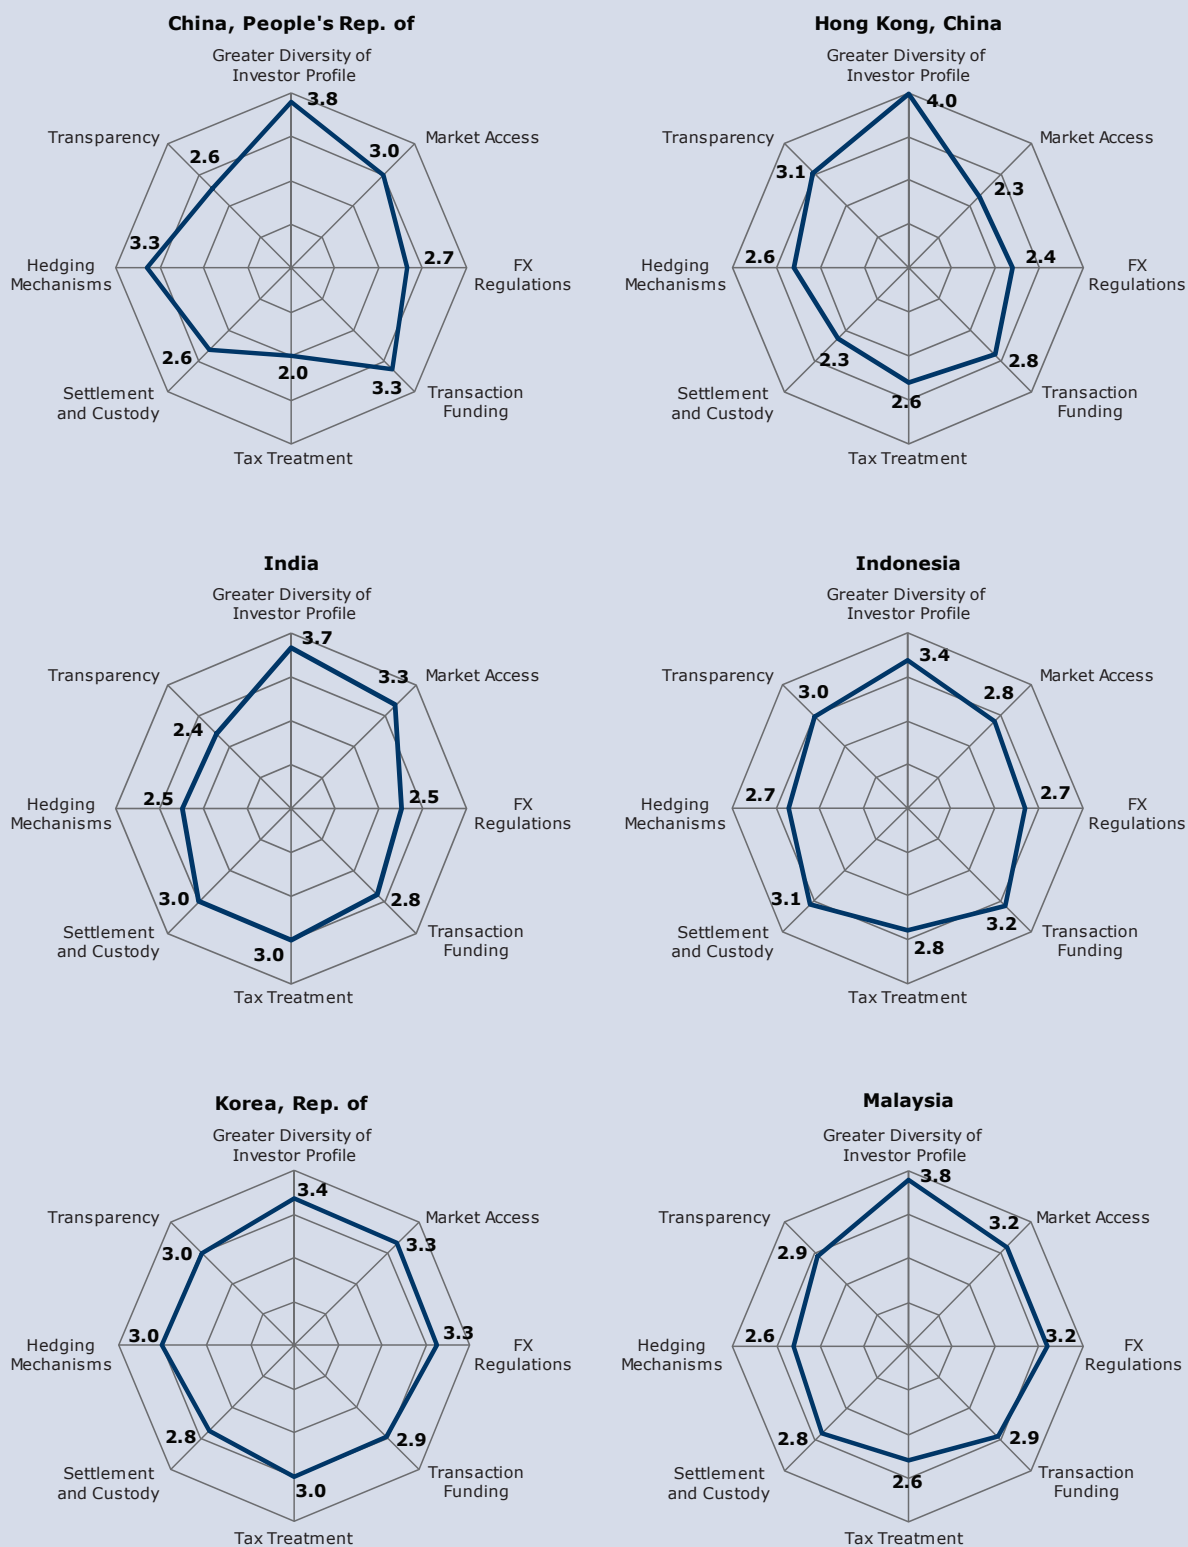 China, People's Rep. of
Greater Diversity of
Investor Profile
3.8
Transparency
Market Access
2.6
3.0
3.3
2.7
Hedging
Mechanisms
FX
Regulations
2.6
2.0
3.3
Settlement
and Custody
Transaction
Funding
Tax Treatment
Hong Kong, China
Greater Diversity of
Investor Profile
4.0
Transparency
Market Access
3.1
2.3
2.6
2.4
Hedging
Mechanisms
FX
Regulations
2.3
2.6
2.8
Settlement
and Custody
Transaction
Funding
Tax Treatment
India
Greater Diversity of
Investor Profile
3.7
Transparency
3.3
Market Access
2.4
2.5
2.5
Hedging
Mechanisms
FX
Regulations
3.0
2.8
3.0
Settlement
and Custody
Transaction
Funding
Tax Treatment
Indonesia
Greater Diversity of
Investor Profile
3.4
Transparency
Market Access
3.0
2.8
2.7
2.7
Hedging
Mechanisms
FX
Regulations
3.1
2.8
3.2
Settlement
and Custody
Transaction
Funding
Tax Treatment
Korea, Rep. of
Greater Diversity of
Investor Profile
3.4
Transparency
Market Access
3.0
3.3
3.0
3.3
Hedging
Mechanisms
FX
Regulations
2.8
2.9
3.0
Settlement
and Custody
Transaction
Funding
Tax Treatment
Malaysia
Greater Diversity of
Investor Profile
3.8
Transparency
3.2
Market Access
2.9
2.6
3.2
Hedging
Mechanisms
FX
Regulations
2.8
2.9
2.6
Settlement
and Custody
Transaction
Funding
Tax Treatment